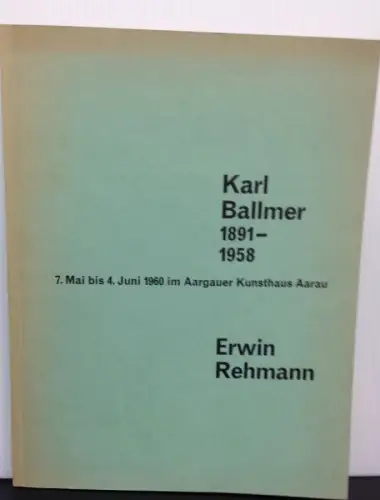 Karl
Ballmer
1891–
1958
7. Mai bis 4. Juni 1960 im Aargauer Kunsthaus Aarau
Erwin
Rehmann